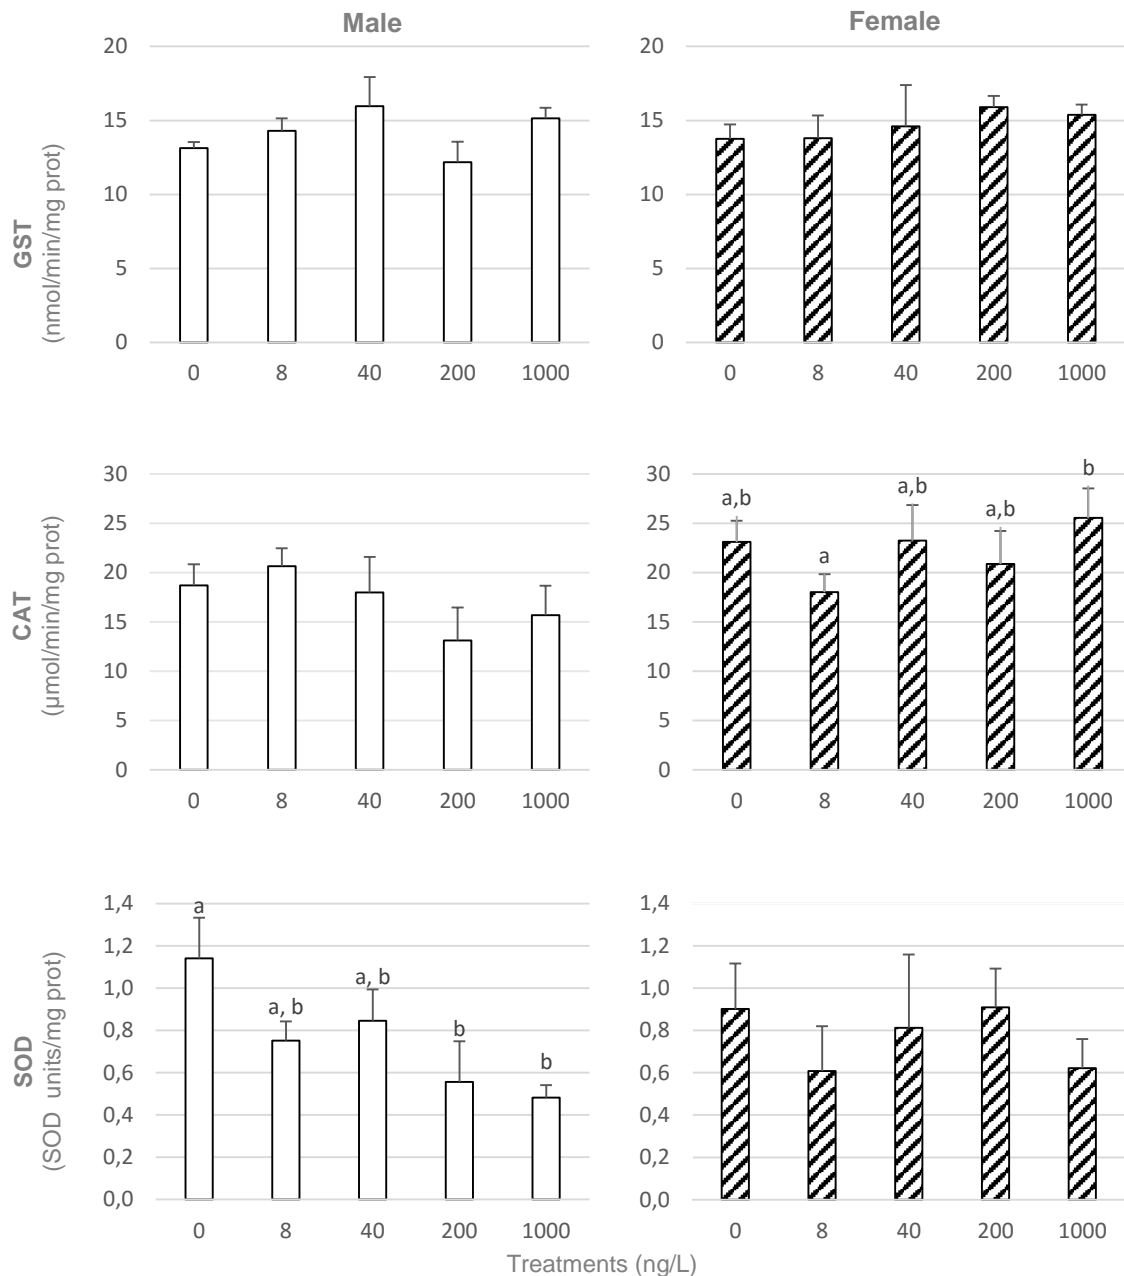 Male
Female
GST
(nmol/min/mg prot)
20
15
10
5
0
0 8 40 200 1000
20
15
10
5
0
0 8 40 200 1000
CAT
(µmol/min/mg prot)
30
25
20
15
10
5
0
0 8 40 200 1000
30
25
20
15
10
5
0
a,b a a,b a,b b
0 8 40 200 1000
SOD
(SOD units/mg prot)
1,4
1,2
1,0
0,8
0,6
0,4
0,2
0,0
a a, b a, b b b
0 8 40 200 1000
1,4
1,2
1,0
0,8
0,6
0,4
0,2
0,0
0 8 40 200 1000
Treatments (ng/L)